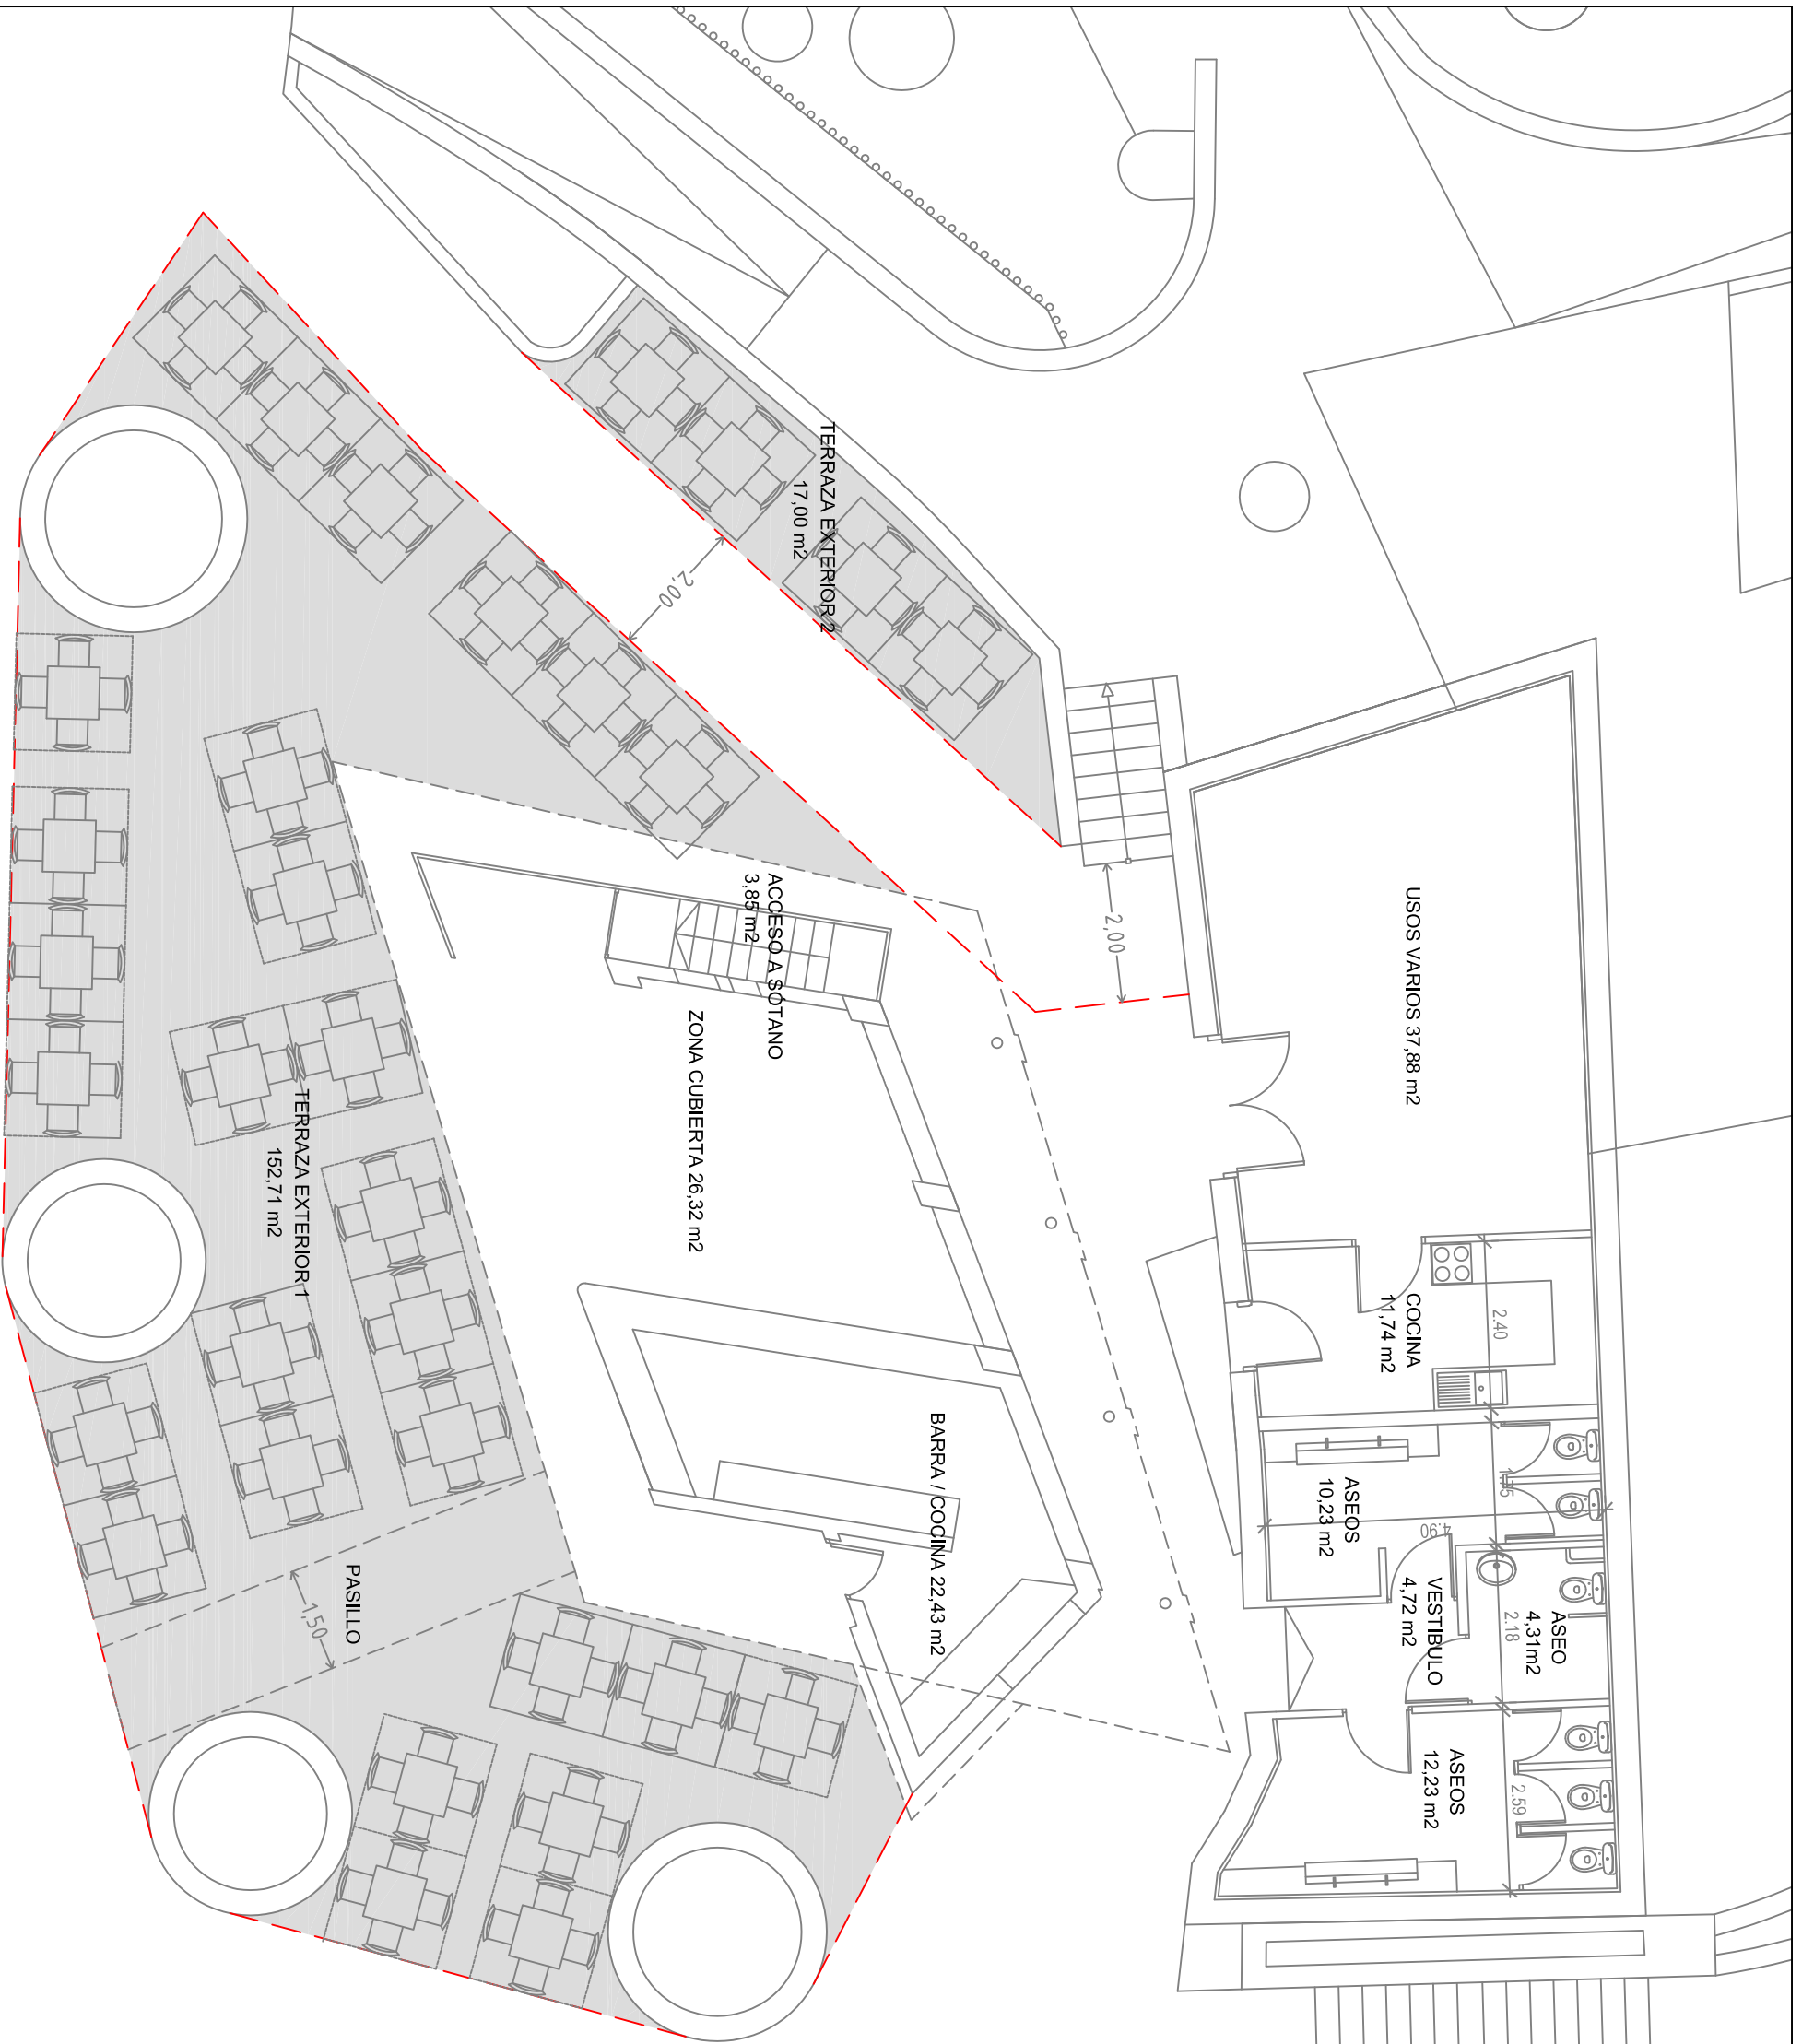 USOS VARIOS 37,88 m2
COCINA
11,74 m2
2.40
ASEOS
10,23 m2
4.90
VESTIBULO
4,72 m2
ASEO
4,31m2
2.18
ASEOS
12,23 m2
2.59
2,00
TERRAZA EXTERIOR 2
17,00 m2
2,00
ACCESO A SÓTANO
3,85 m2
ZONA CUBIERTA 26,32 m2
BARRA / COCINA 22,43 m2
TERRAZA EXTERIOR 1
152,71 m2
PASILLO
1,50